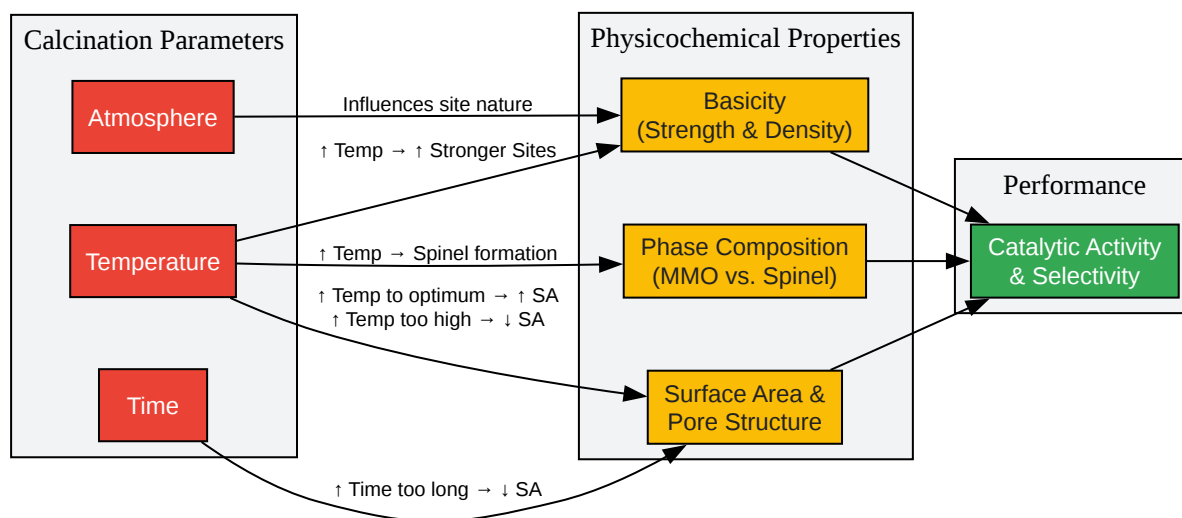 Calcination Parameters
Atmosphere
Temperature
Time
Influences site nature
↑ Temp → ↑ Stronger Sites
↑ Temp → Spinel formation
↑ Temp to optimum → ↑ SA
↑ Temp too high → ↓ SA
↑ Time too long → ↓ SA
Physicochemical Properties
Basicity
(Strength & Density)
Phase Composition
(MMO vs. Spinel)
Surface Area &
Pore Structure
Performance
Catalytic Activity
& Selectivity